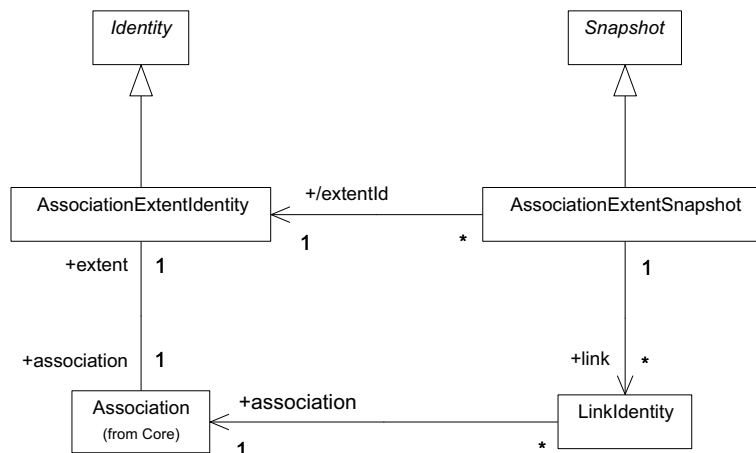 Identity
Snapshot
AssociationExtentIdentity
+/extentId
AssociationExtentSnapshot
1
*
+extent
1
1
+association
1
+link
*
Association
(from Core)
+association
LinkIdentity
1
*